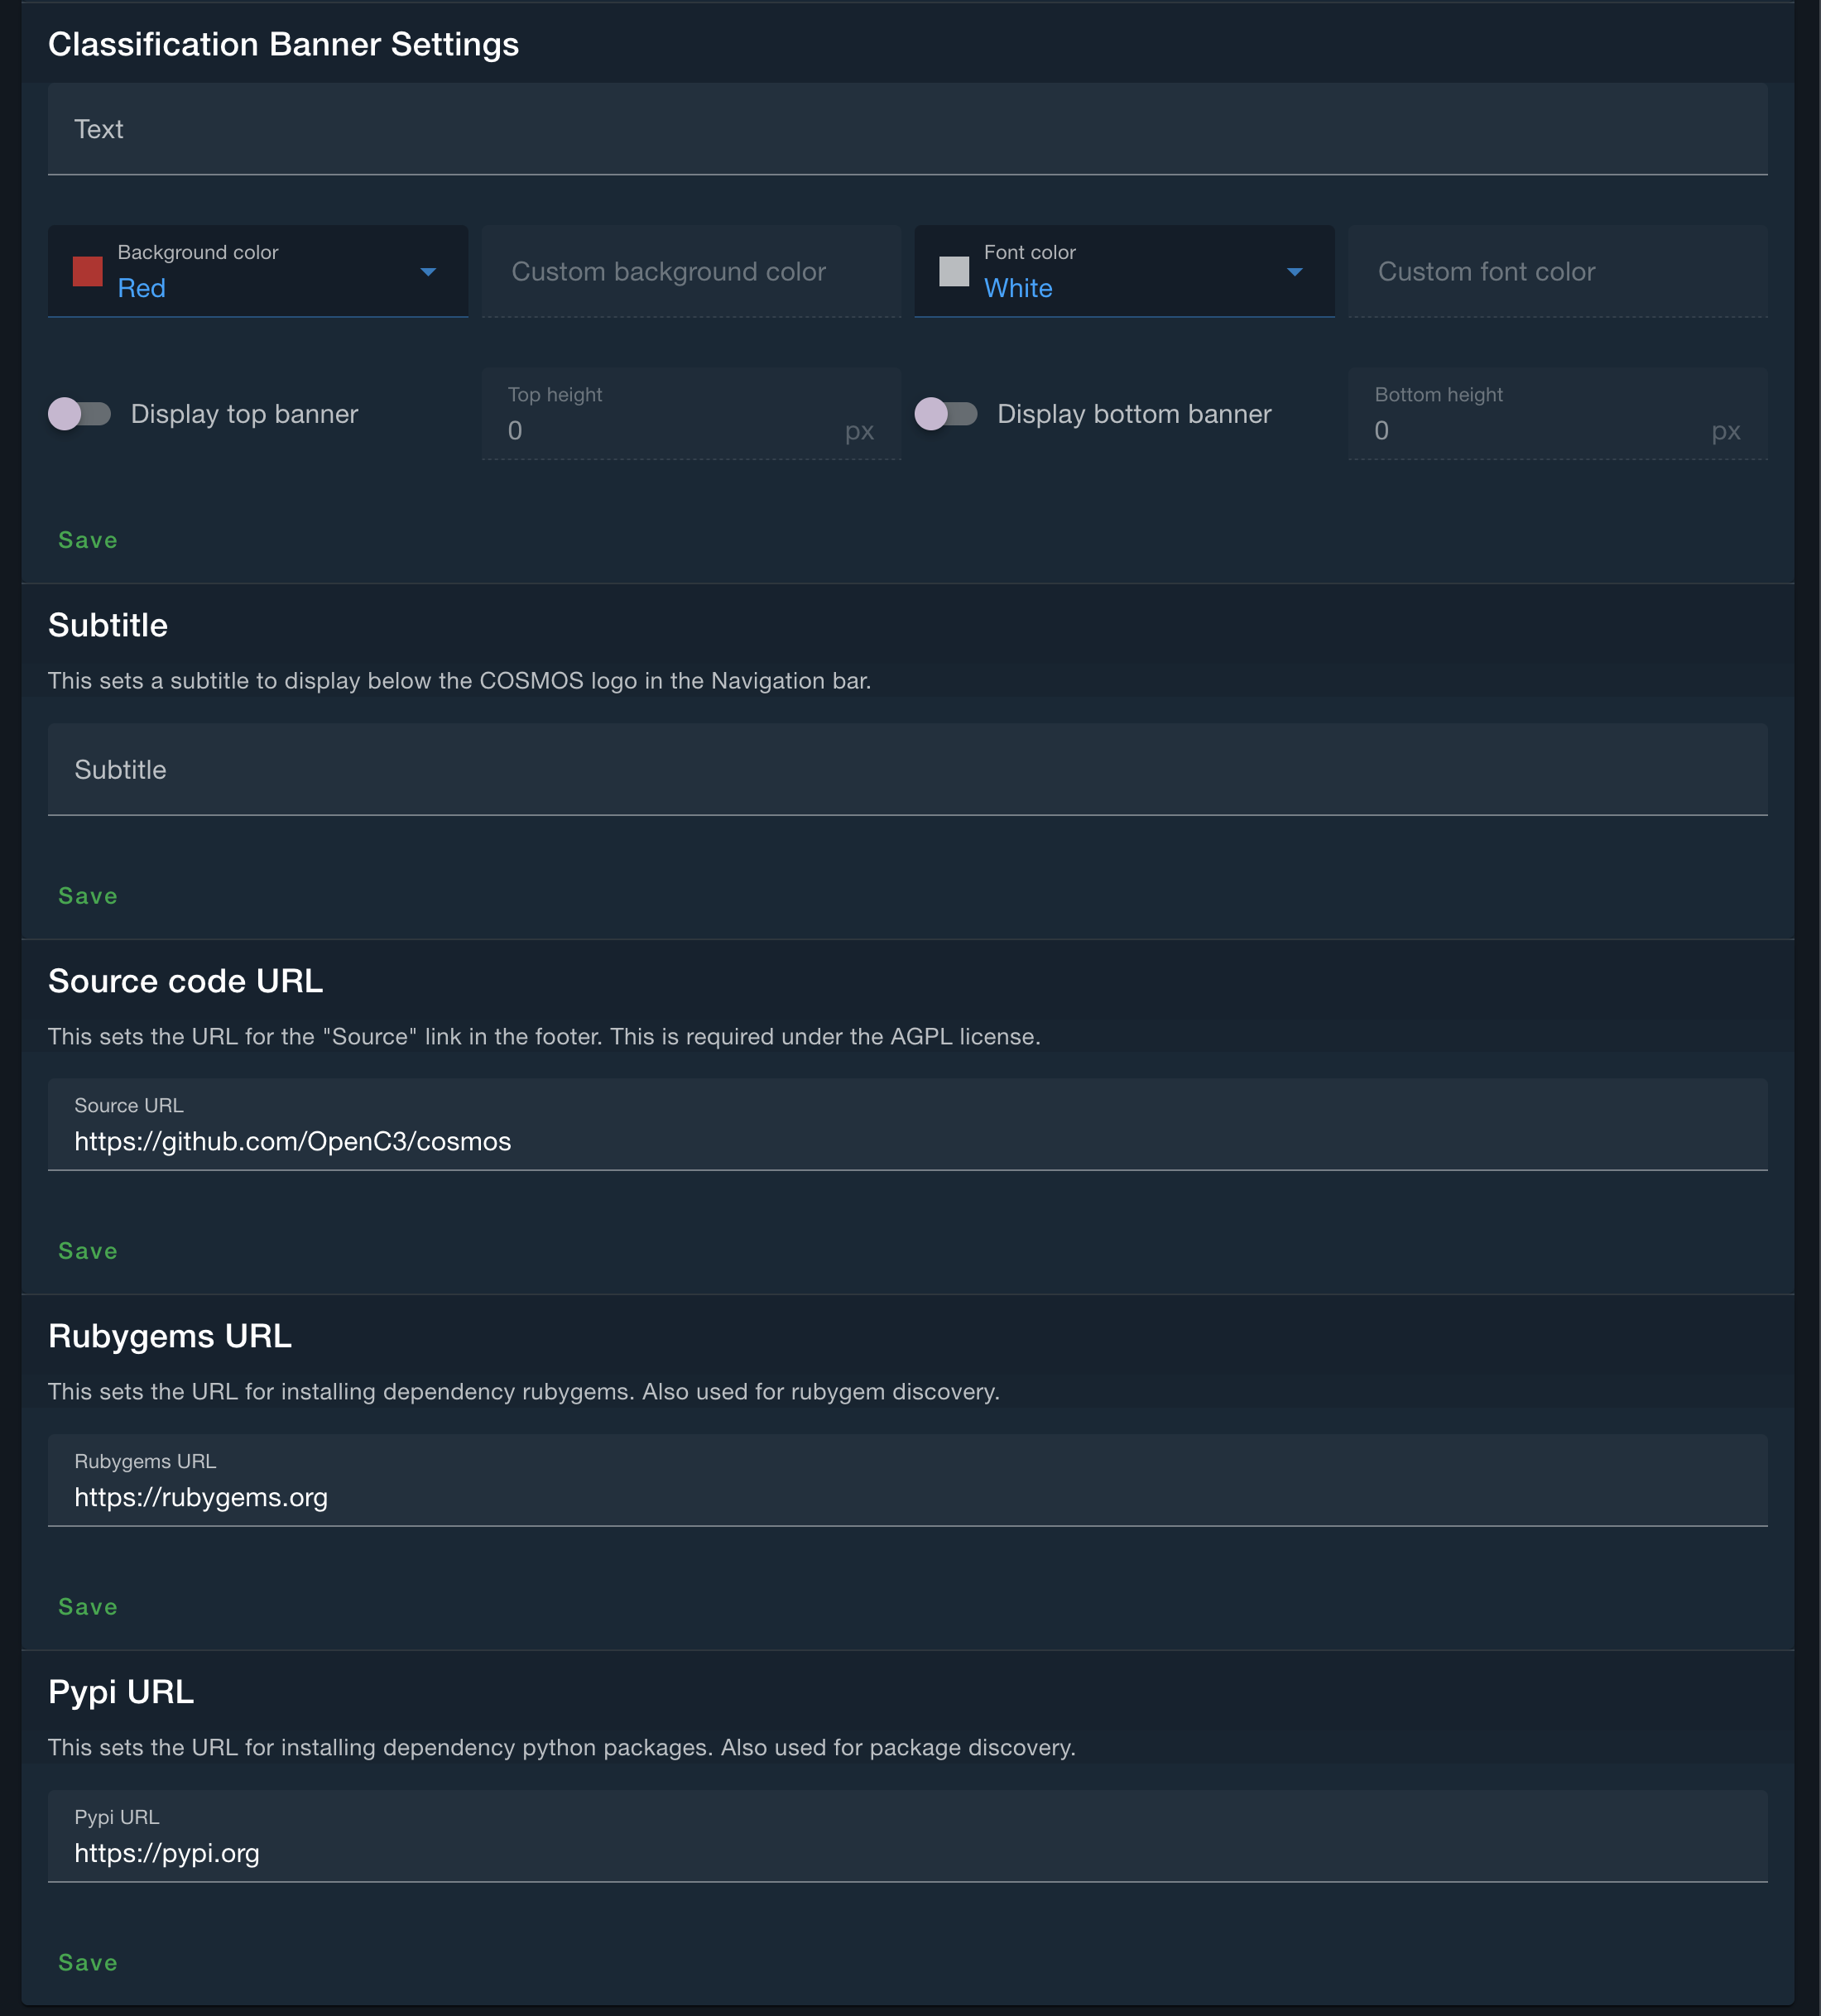 Classification Banner Settings
Text
Background color
Red
Custom background color
Font color
White
Custom font color
Display top banner
Top height
0 px
Display bottom banner
Bottom height
0 px
Save
Subtitle
This sets a subtitle to display below the COSMOS logo in the Navigation bar.
Subtitle
Save
Source code URL
This sets the URL for the "Source" link in the footer. This is required under the AGPL license.
Source URL
https://github.com/OpenC3/cosmos
Save
Rubygems URL
This sets the URL for installing dependency rubygems. Also used for rubygem discovery.
Rubygems URL
https://rubygems.org
Save
Pypi URL
This sets the URL for installing dependency python packages. Also used for package discovery.
Pypi URL
https://pypi.org
Save